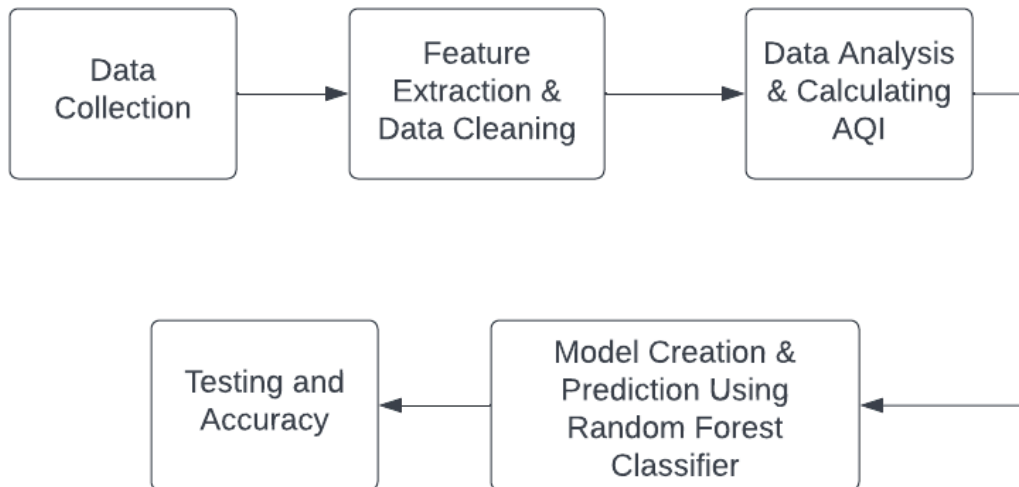 Data
Collection
Feature
Extraction &
Data Cleaning
Data Analysis
& Calculating
AQI
Model Creation &
Prediction Using
Random Forest
Classifier
Testing and
Accuracy